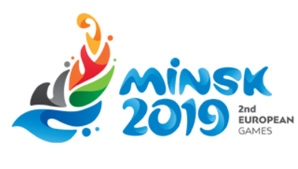 MINSK
2019
2nd
EUROPEAN
GAMES